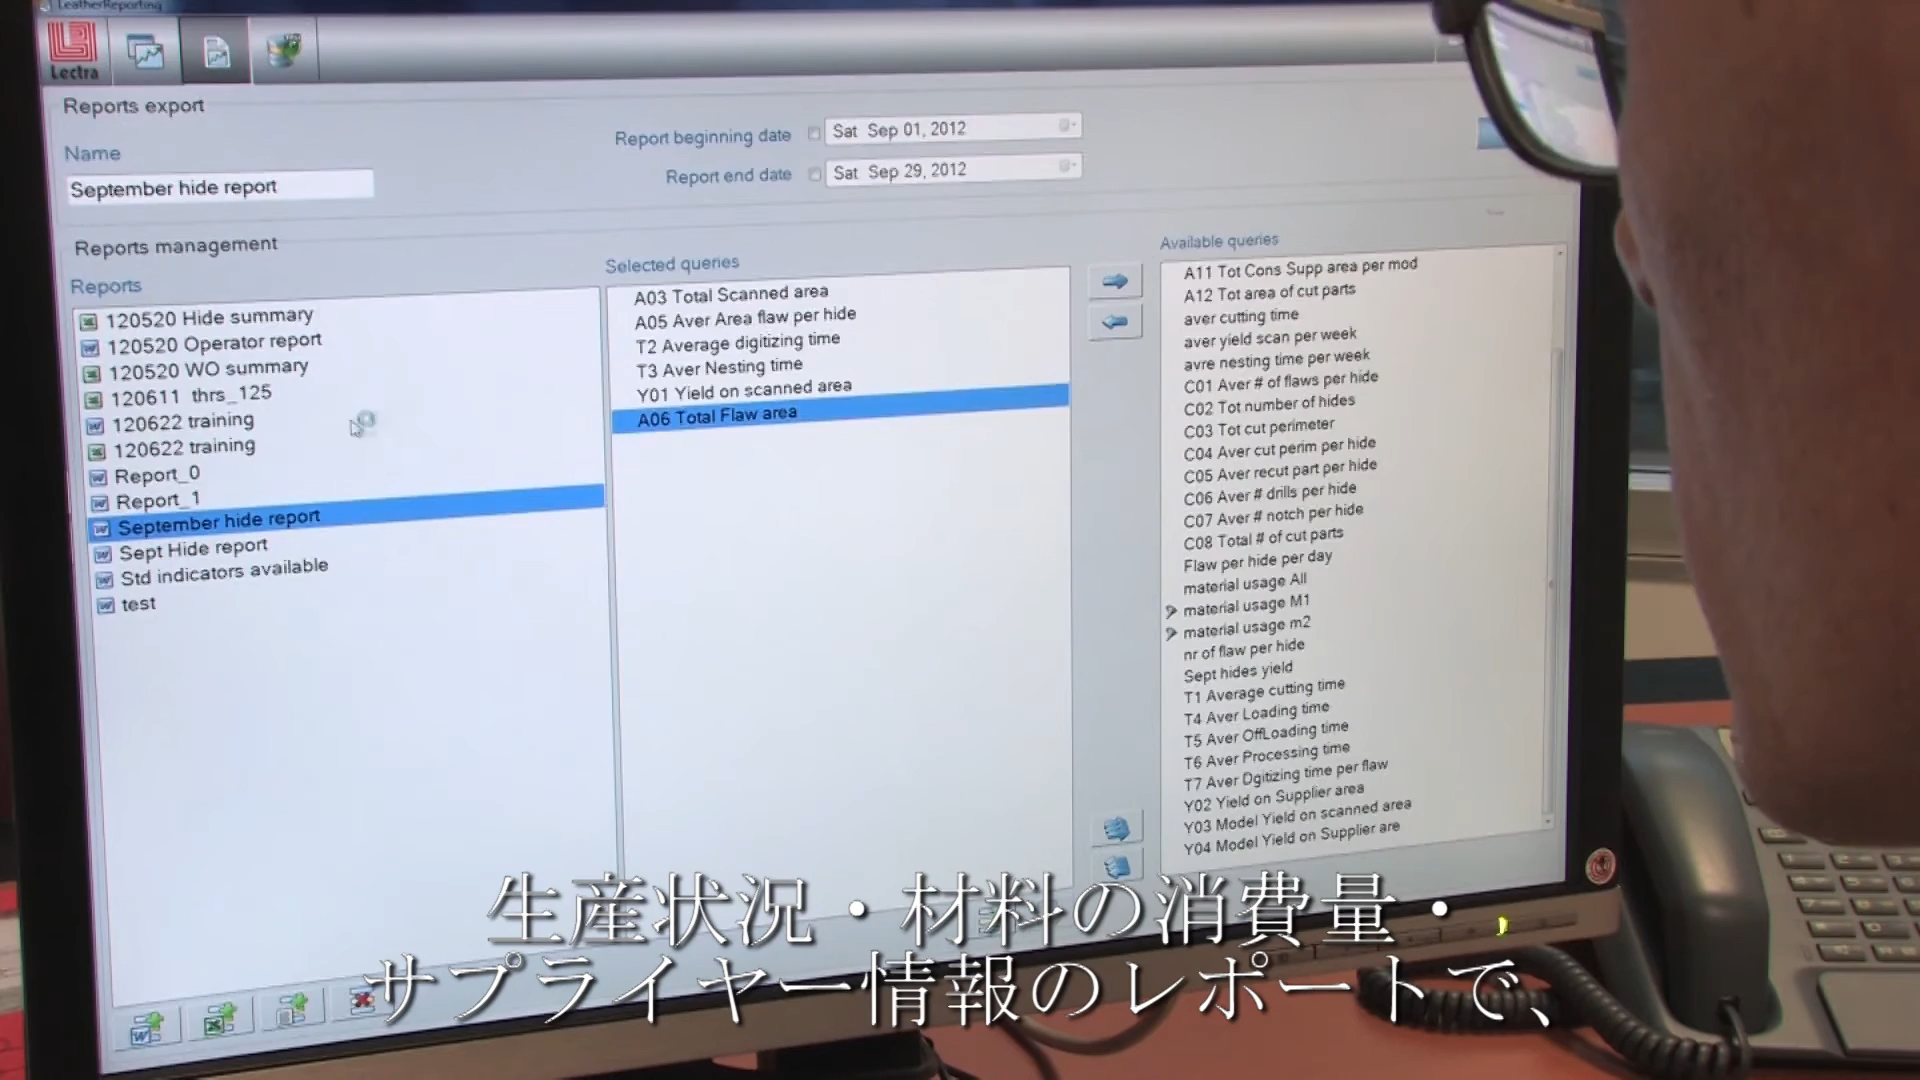 LeatherReporting
Lectra
Reports export
Name
September hide report
Report beginning date
Sat Sep 01, 2012
Report end date
Sat Sep 29, 2012
Reports management
Reports
120520 Hide summary
120520 Operator report
120520 WO summary
120611 thrs_125
120622 training
120622 training
Report_0
Report_1
September hide report
Sept Hide report
Std indicators available
test
Selected queries
A03 Total Scanned area
A05 Aver Area flaw per hide
T2 Average digitizing time
T3 Aver Nesting time
Y01 Yield on scanned area
A06 Total Flaw area
Available queries
A11 Tot Cons Supp area per mod
A12 Tot area of cut parts
aver cutting time
aver yield scan per week
avre nesting time per week
C01 Aver # of flaws per hide
C02 Tot number of hides
C03 Tot cut perimeter
C04 Aver cut perim per hide
C05 Aver recut part per hide
C06 Aver # drills per hide
C07 Aver # notch per hide
C08 Total # of cut parts
Flaw per hide per day
material usage All
material usage M1
material usage m2
nr of flaw per hide
Sept hides yield
T1 Average cutting time
T4 Aver Loading time
T5 Aver OffLoading time
T6 Aver Processing time
T7 Aver Dgitizing time per flaw
Y02 Yield on Supplier area
Y03 Model Yield on scanned area
Y04 Model Yield on Supplier are
生産状況・材料の消費量・
サプライヤー情報のレポートで、